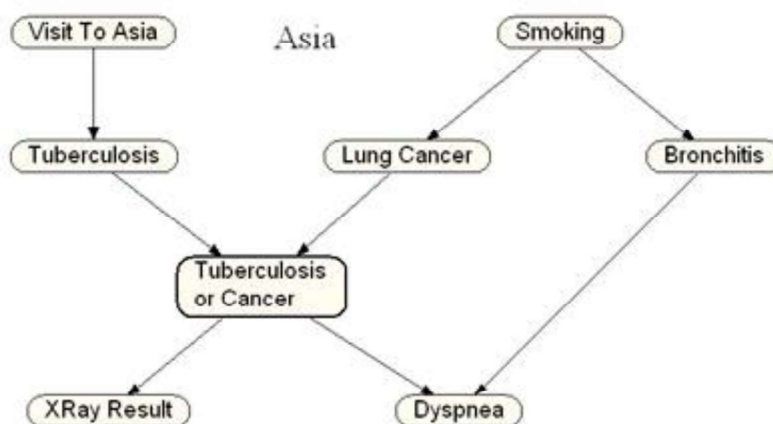 Visit To Asia
Asia
Smoking
Tuberculosis
Lung Cancer
Bronchitis
Tuberculosis
or Cancer
XRay Result
Dyspnea